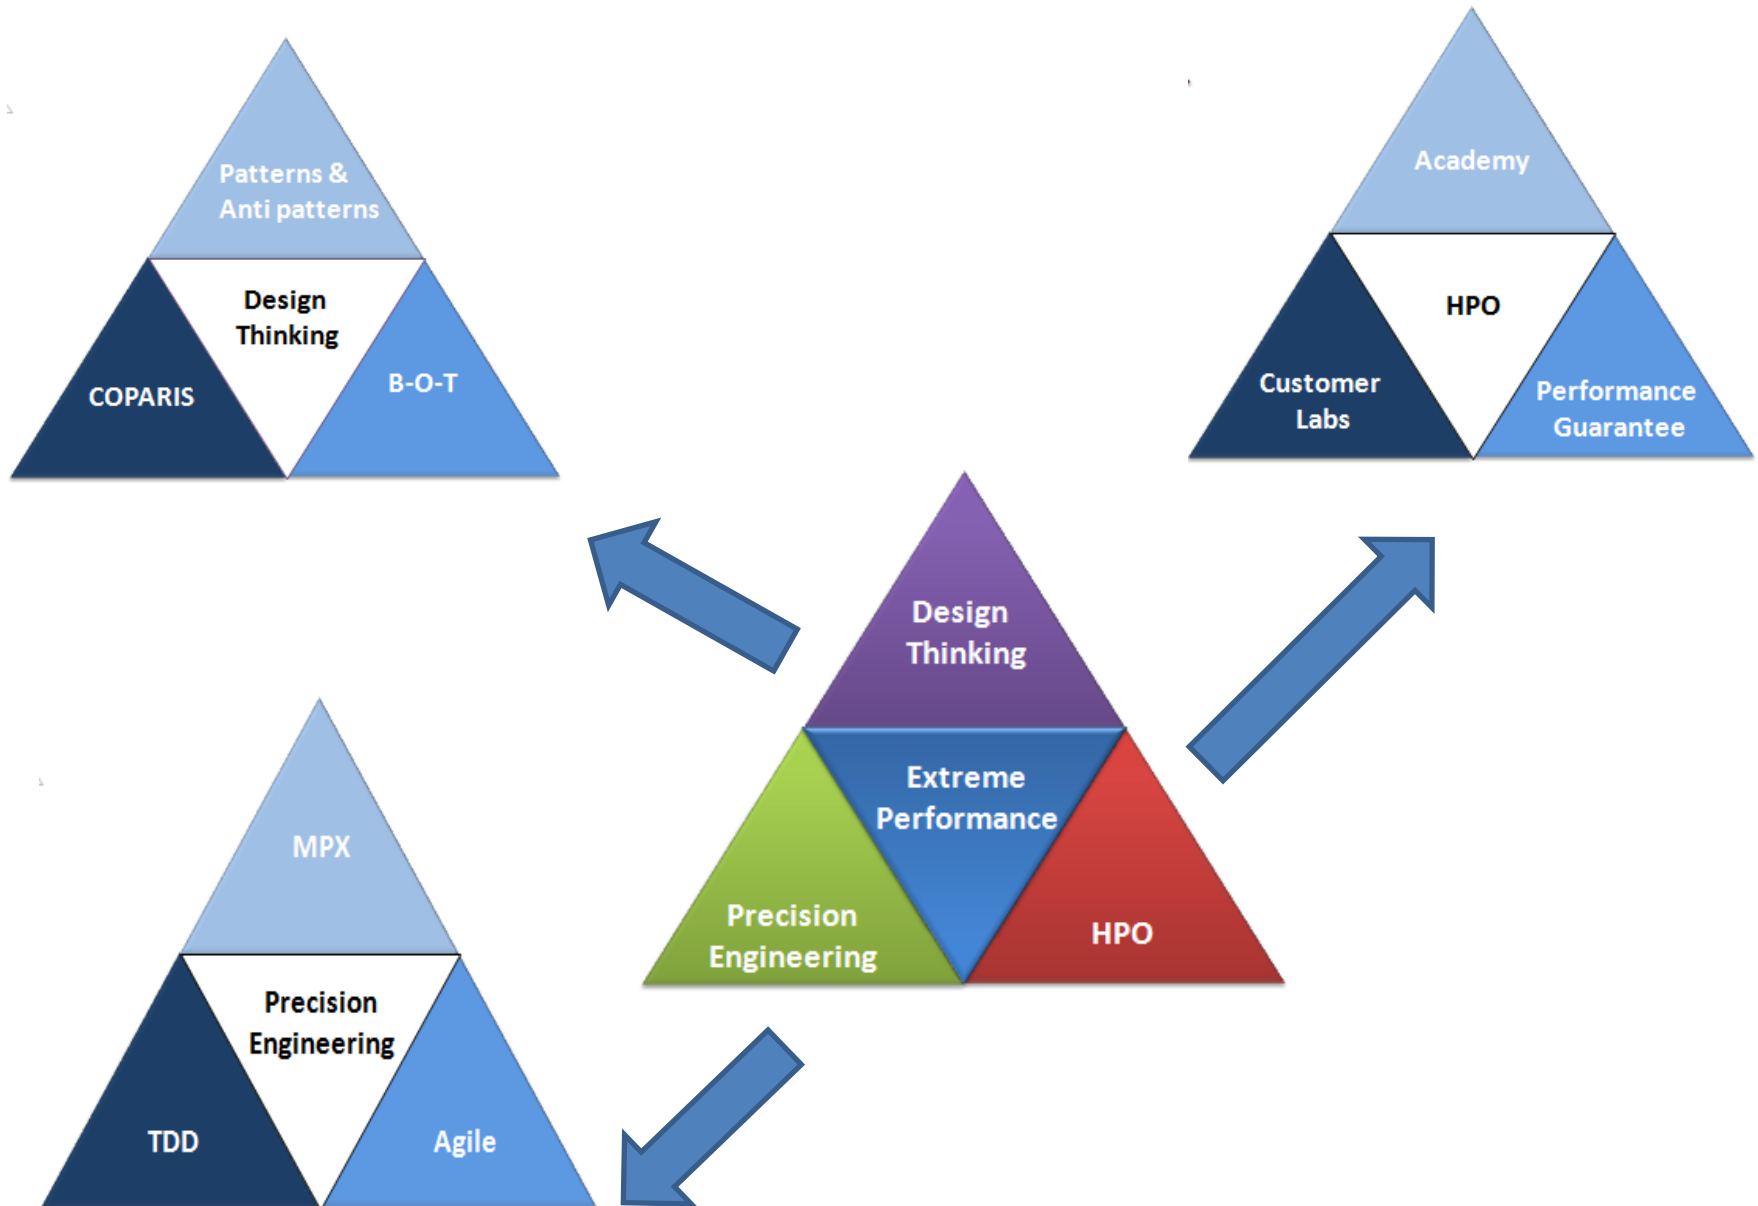 Patterns &
Anti patterns
Design
Thinking
COPARIS
B-O-T
Academy
HPO
Customer
Labs
Performance
Guarantee
Design
Thinking
Extreme
Performance
Precision
Engineering
HPO
MPX
Precision
Engineering
TDD
Agile